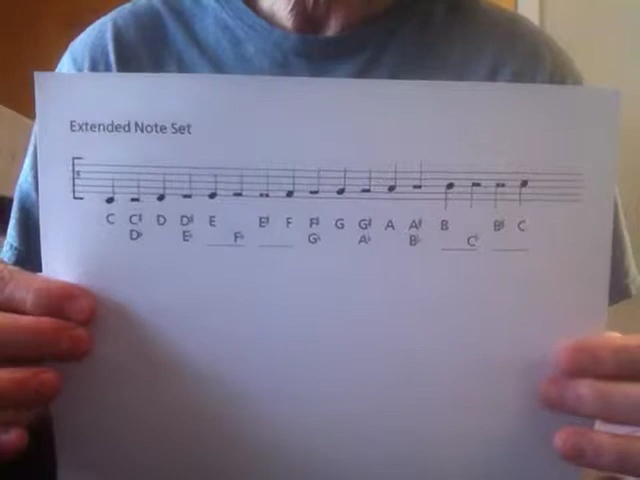 Extended Note Set
C C♯ D D♯ E E♯ F F♯ G G♯ A A♯ B B♯ C
D♭ E♭ F♭ G♭ A♭ B♭ C♭